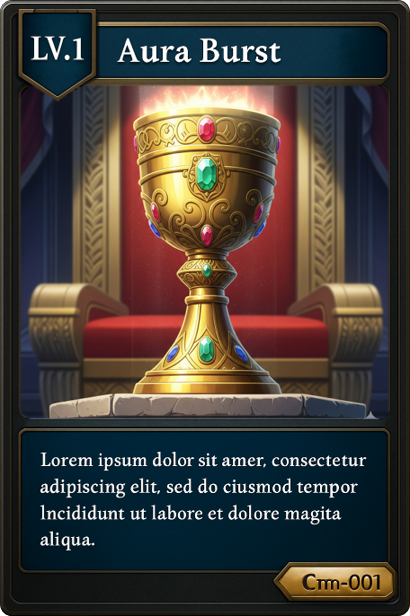 LV.1
Aura Burst
Lorem ipsum dolor sit amer, consectetur
adipiscing elit, sed do ciusmod tempor
Incididunt ut labore et dolore magita
aliqua.
Crm-001